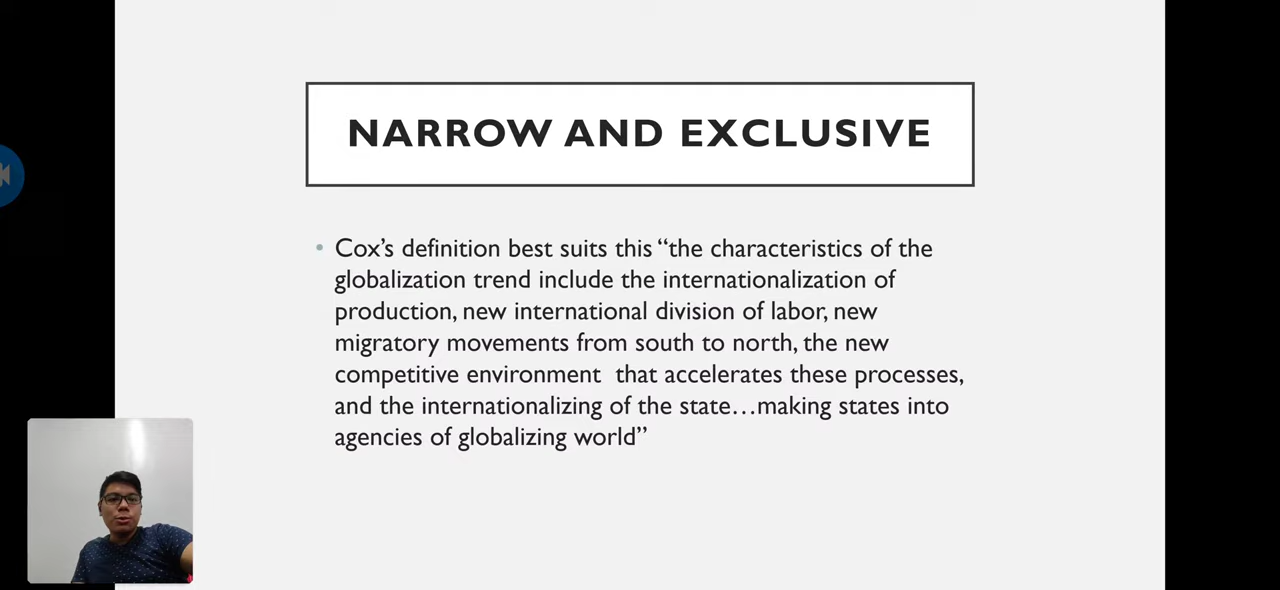 NARROW AND EXCLUSIVE
Cox’s definition best suits this “the characteristics of the
globalization trend include the internationalization of
production, new international division of labor, new
migratory movements from south to north, the new
competitive environment  that accelerates these processes,
and the internationalizing of the state…making states into
agencies of globalizing world”